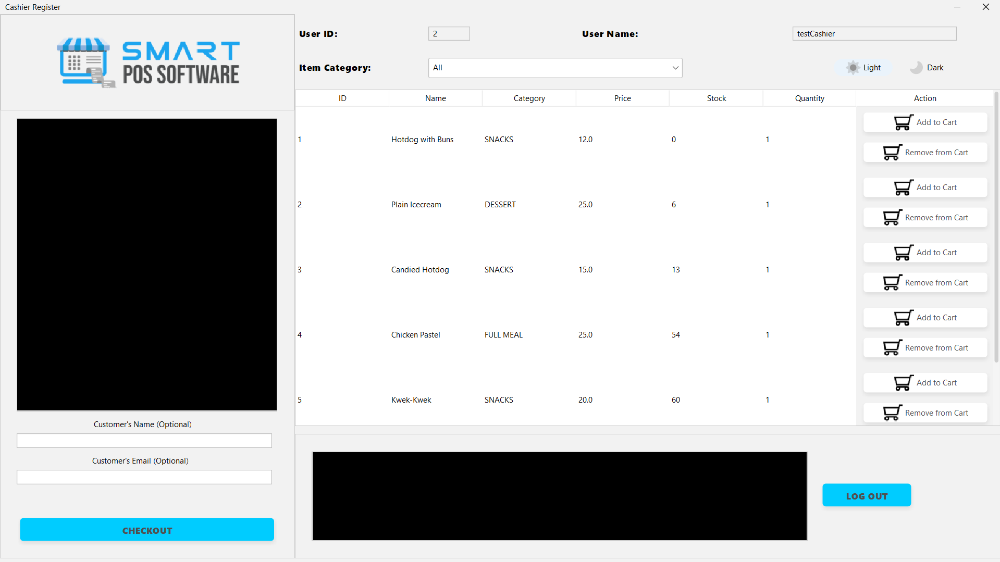 Cashier Register
SMART
POS SOFTWARE
User ID:
2
User Name:
testCashier
Item Category:
All
Light
Dark
ID Name Category Price Stock Quantity Action
1 Hotdog with Buns SNACKS 12.0 0 1
Add to Cart
Remove from Cart
2 Plain Icecream DESSERT 25.0 6 1
Add to Cart
Remove from Cart
3 Candied Hotdog SNACKS 15.0 13 1
Add to Cart
Remove from Cart
4 Chicken Pastel FULL MEAL 25.0 54 1
Add to Cart
Remove from Cart
5 Kwek-Kwek SNACKS 20.0 60 1
Add to Cart
Remove from Cart
Customer's Name (Optional)
Customer's Email (Optional)
CHECKOUT
LOG OUT